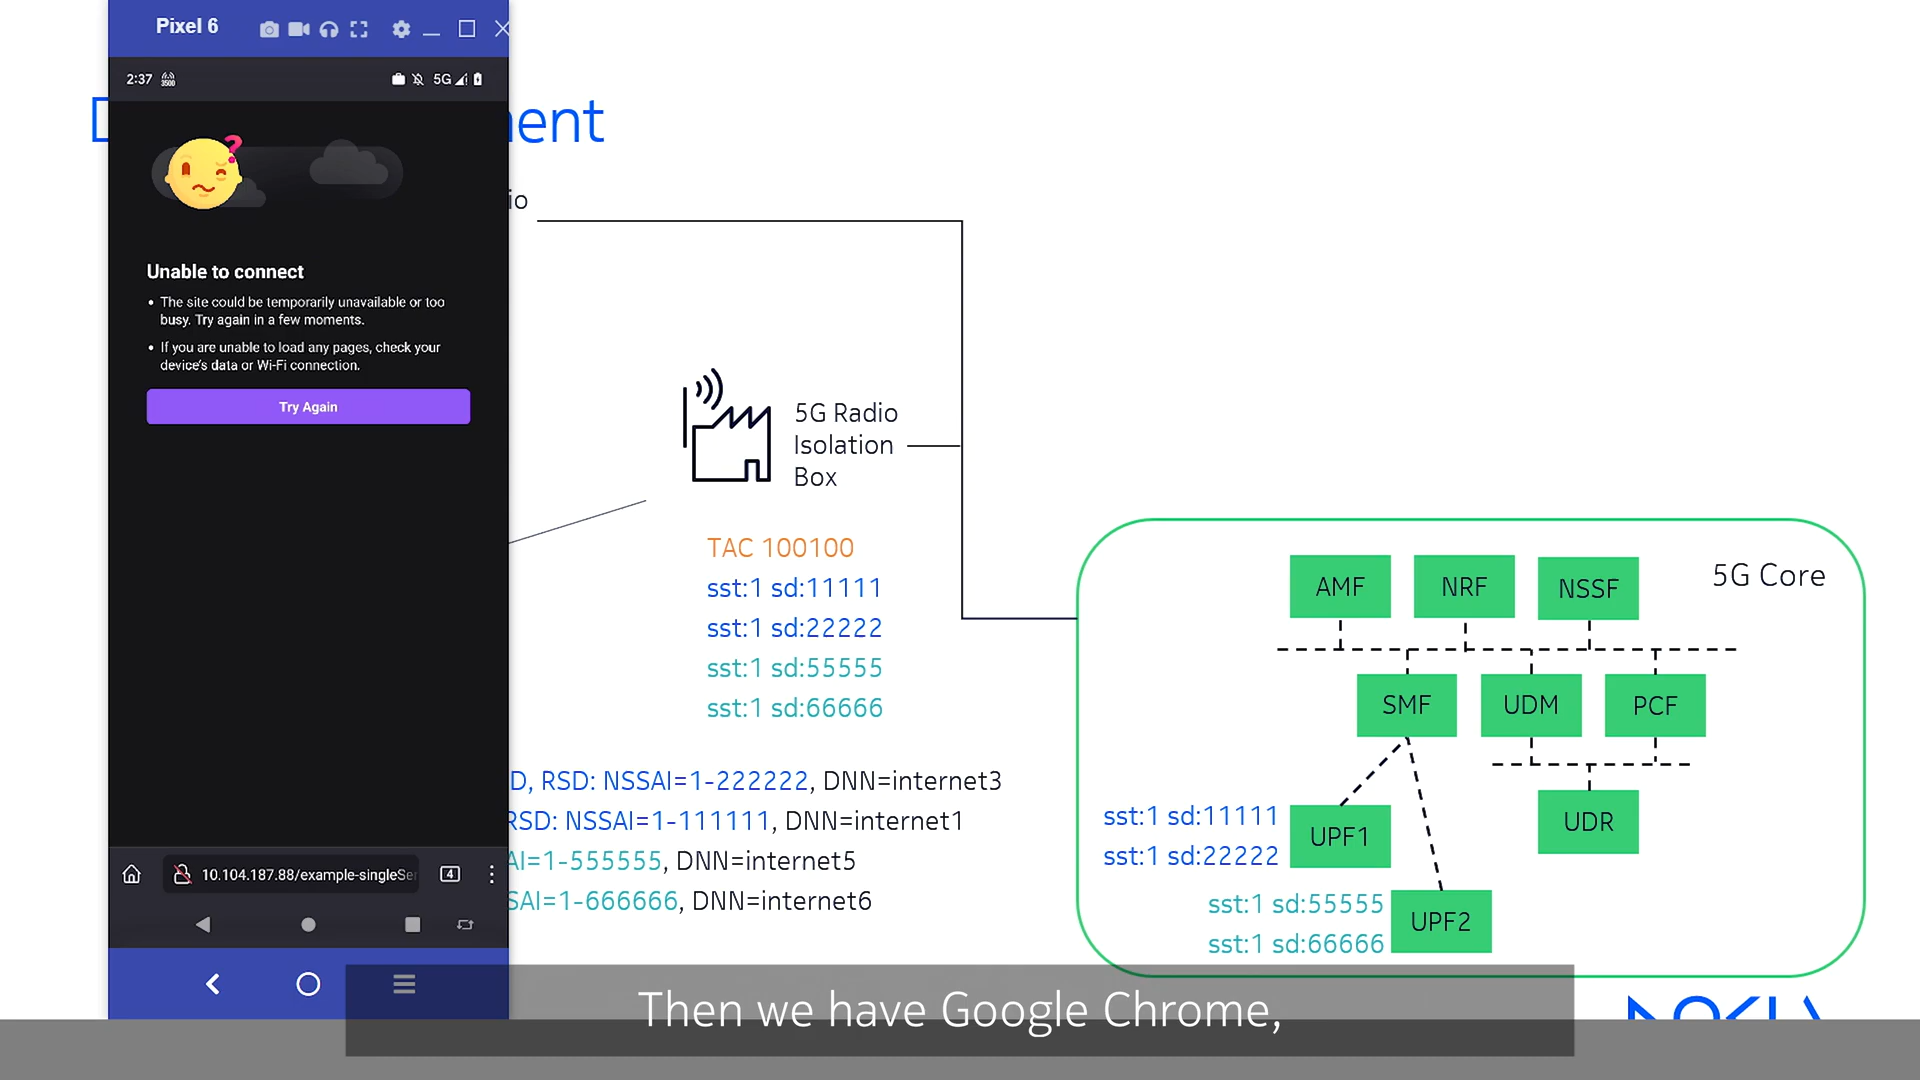 Pixel 6
2:37
3500
5G
ent
io
Unable to connect
• The site could be temporarily unavailable or too
busy. Try again in a few moments.
• If you are unable to load any pages, check your
device's data or Wi-Fi connection.
Try Again
5G Radio
Isolation
Box
TAC 100100
sst:1 sd:11111
sst:1 sd:22222
sst:1 sd:55555
sst:1 sd:66666
D, RSD: NSSAI=1-222222, DNN=internet3
RSD: NSSAI=1-111111, DNN=internet1
AI=1-555555, DNN=internet5
SAI=1-666666, DNN=internet6
10.104.187.88/example-singleSer
4
5G Core
AMF
NRF
NSSF
SMF
UDM
PCF
UDR
sst:1 sd:11111
sst:1 sd:22222
UPF1
sst:1 sd:55555
sst:1 sd:66666
UPF2
Then we have Google Chrome,
NOKIA